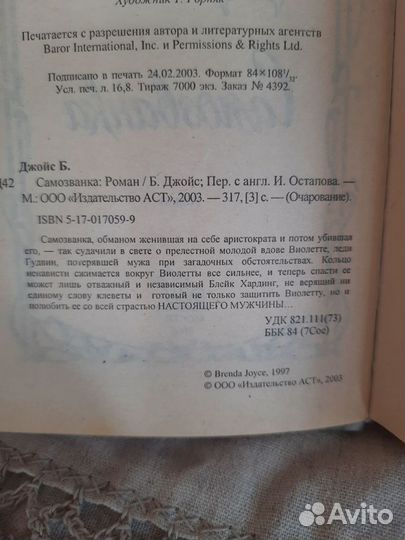 Художник Г. Горняк
Печатается с разрешения автора и литературных агентств
Baror International, Inc. и Permissions & Rights Ltd.
Подписано в печать 24.02.2003. Формат 84×108 1/32.
Усл. печ. л. 16,8. Тираж 7000 экз. Заказ № 4392.
Самозванка
Джойс Б.
Д42 Самозванка: Роман / Б. Джойс; Пер. с англ. И. Остапова. —
М.: ООО «Издательство АСТ», 2003. — 317, [3] с. — (Очарование).
ISBN 5-17-017059-9
Самозванка, обманом женившая на себе аристократа и потом убившая
его, — так судачили в свете о прелестной молодой вдове Виолетте, леди
Гудвин, потерявшей мужа при загадочных обстоятельствах. Кольцо
ненависти сжимается вокруг Виолетты все сильнее, и теперь спасти ее
может лишь отважный и независимый Блейк Хардинг, не верящий ни
единому слову клеветы и готовый не только защитить Виолетту, но и
полюбить ее со всей страстью НАСТОЯЩЕГО МУЖЧИНЫ...
УДК 821.111(73)
ББК 84 (7Сое)
© Brenda Joyce, 1997
© ООО «Издательство АСТ», 2003
Avito